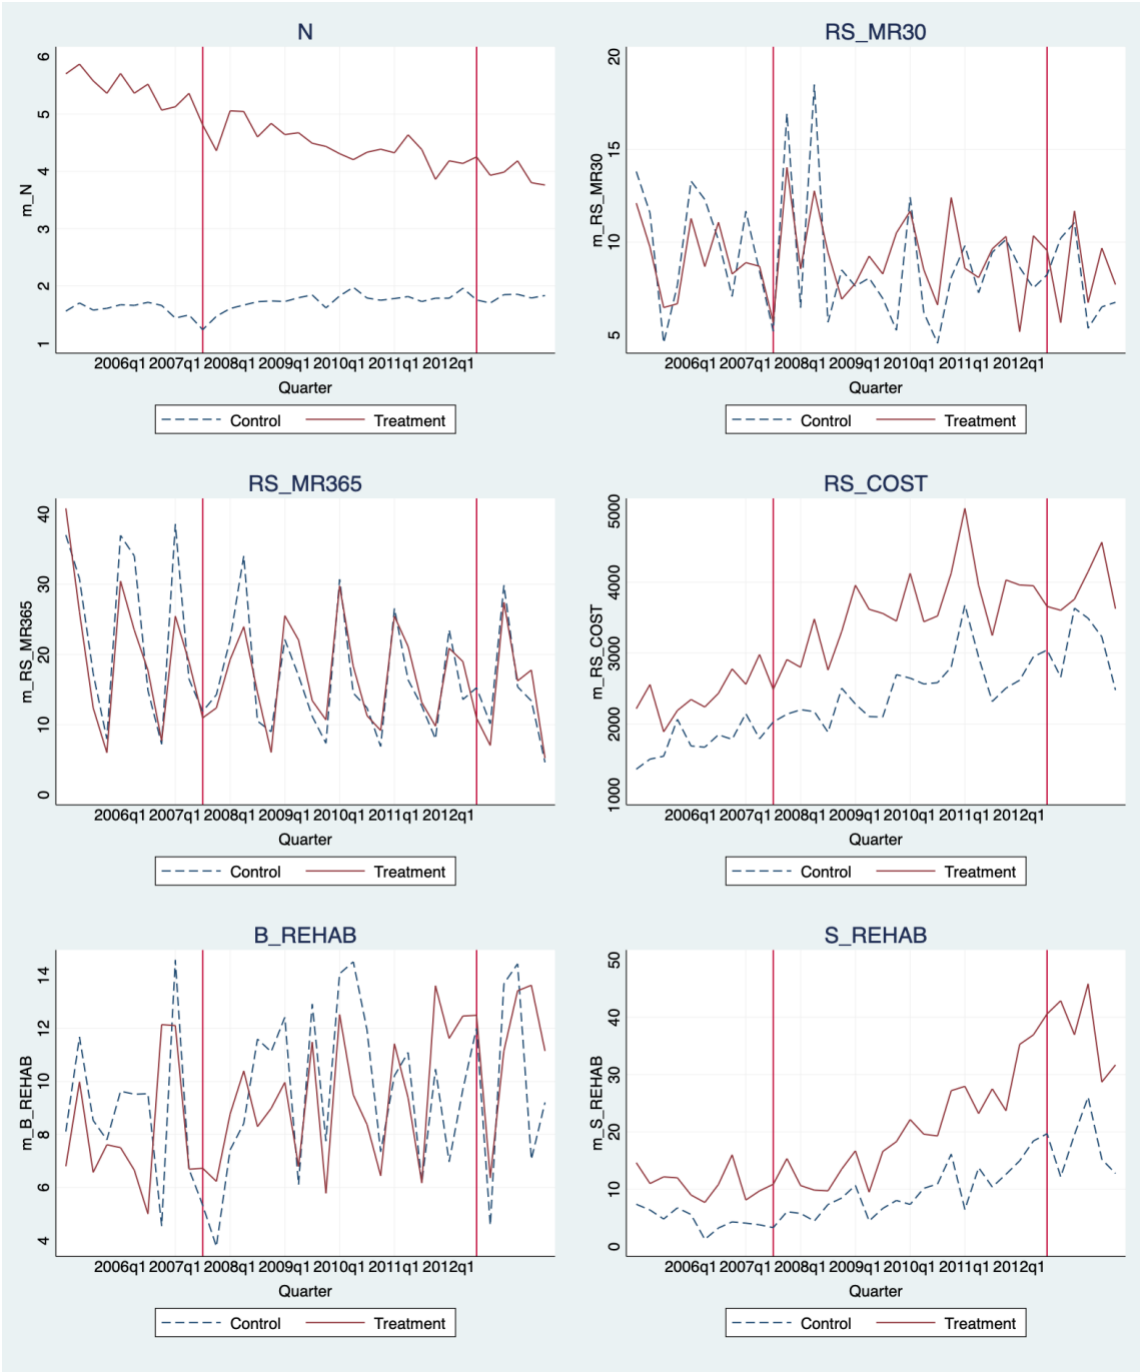 N
RS_MR30
6
5
4
3
2
1
m_N
2006q1 2007q1 2008q1 2009q1 2010q1 2011q1 2012q1
Quarter
Control Treatment
20
15
10
5
m_RS_MR30
2006q1 2007q1 2008q1 2009q1 2010q1 2011q1 2012q1
Quarter
Control Treatment
RS_MR365
RS_COST
40
30
20
10
0
m_RS_MR365
2006q1 2007q1 2008q1 2009q1 2010q1 2011q1 2012q1
Quarter
Control Treatment
5000
4000
3000
2000
1000
m_RS_COST
2006q1 2007q1 2008q1 2009q1 2010q1 2011q1 2012q1
Quarter
Control Treatment
B_REHAB
S_REHAB
14
12
10
8
6
4
m_B_REHAB
2006q1 2007q1 2008q1 2009q1 2010q1 2011q1 2012q1
Quarter
Control Treatment
50
40
30
20
10
0
m_S_REHAB
2006q1 2007q1 2008q1 2009q1 2010q1 2011q1 2012q1
Quarter
Control Treatment